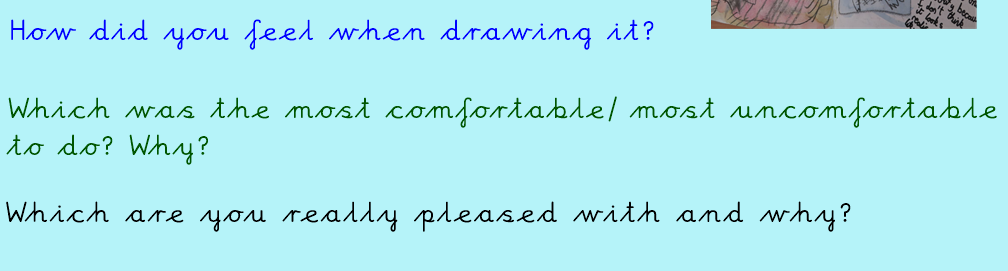 How did you feel when drawing it?
Which was the most comfortable/ most uncomfortable
to do? Why?
Which are you really pleased with and why?